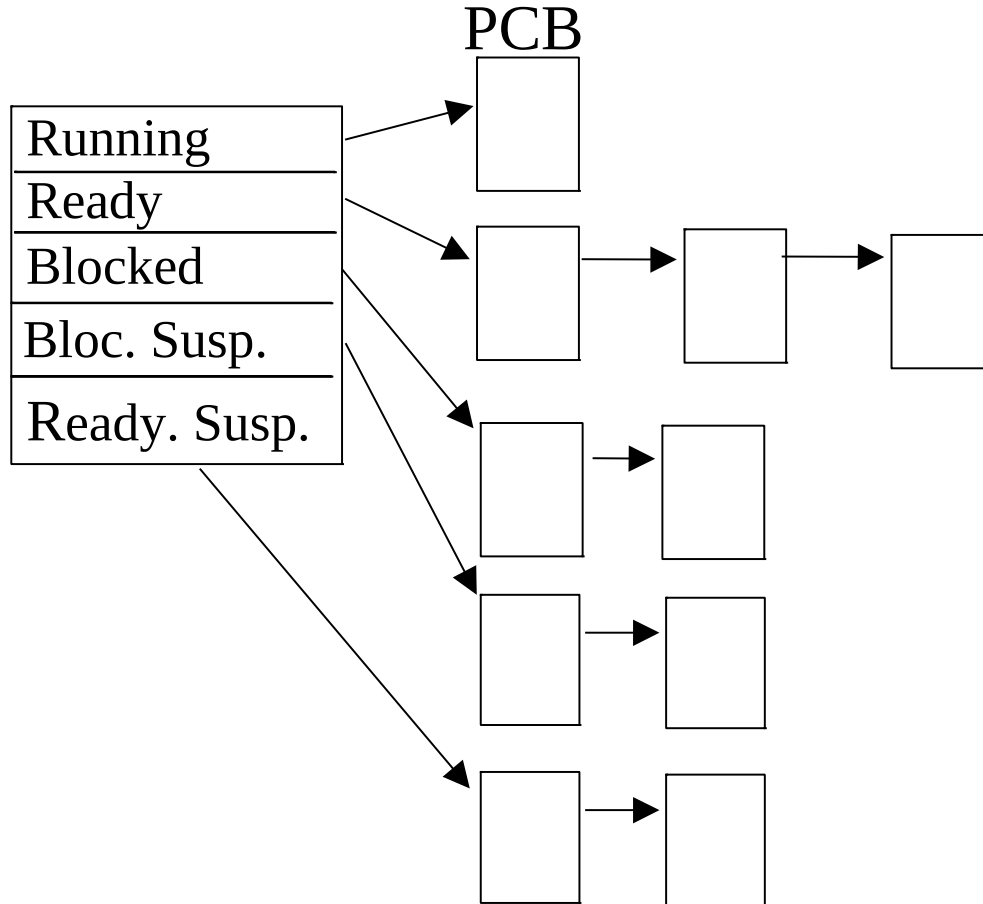 PCB
Running
Ready
Blocked
Bloc. Susp.
Ready. Susp.